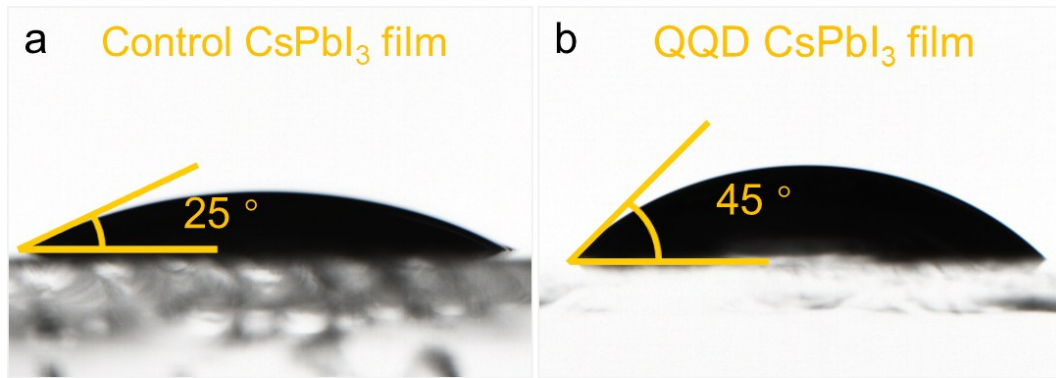 a
Control CsPbI₃ film
25 °
b
QQD CsPbI₃ film
45 °